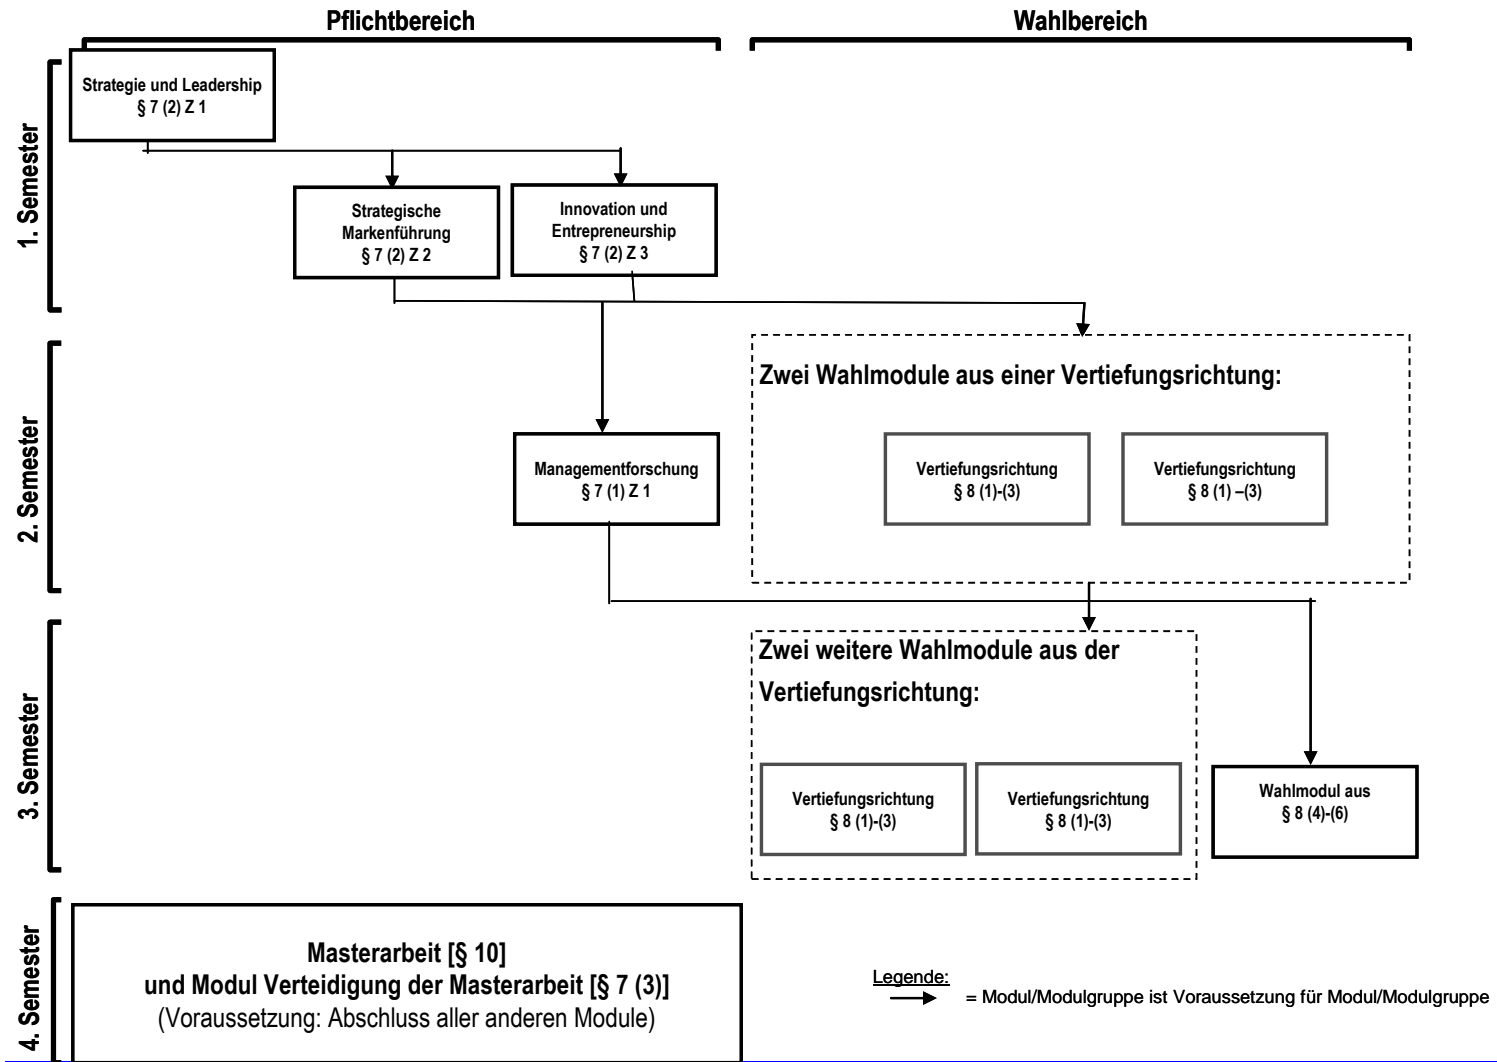 Pflichtbereich
Wahlbereich
1. Semester
Strategie und Leadership
§ 7 (2) Z 1
Strategische
Markenführung
§ 7 (2) Z 2
Innovation und
Entrepreneurship
§ 7 (2) Z 3
2. Semester
Zwei Wahlmodule aus einer Vertiefungsrichtung:
Managementforschung
§ 7 (1) Z 1
Vertiefungsrichtung
§ 8 (1)-(3)
Vertiefungsrichtung
§ 8 (1) –(3)
3. Semester
Zwei weitere Wahlmodule aus der
Vertiefungsrichtung:
Vertiefungsrichtung
§ 8 (1)-(3)
Vertiefungsrichtung
§ 8 (1)-(3)
Wahlmodul aus
§ 8 (4)-(6)
4. Semester
Masterarbeit [§ 10]
und Modul Verteidigung der Masterarbeit [§ 7 (3)]
(Voraussetzung: Abschluss aller anderen Module)
Legende:
= Modul/Modulgruppe ist Voraussetzung für Modul/Modulgruppe